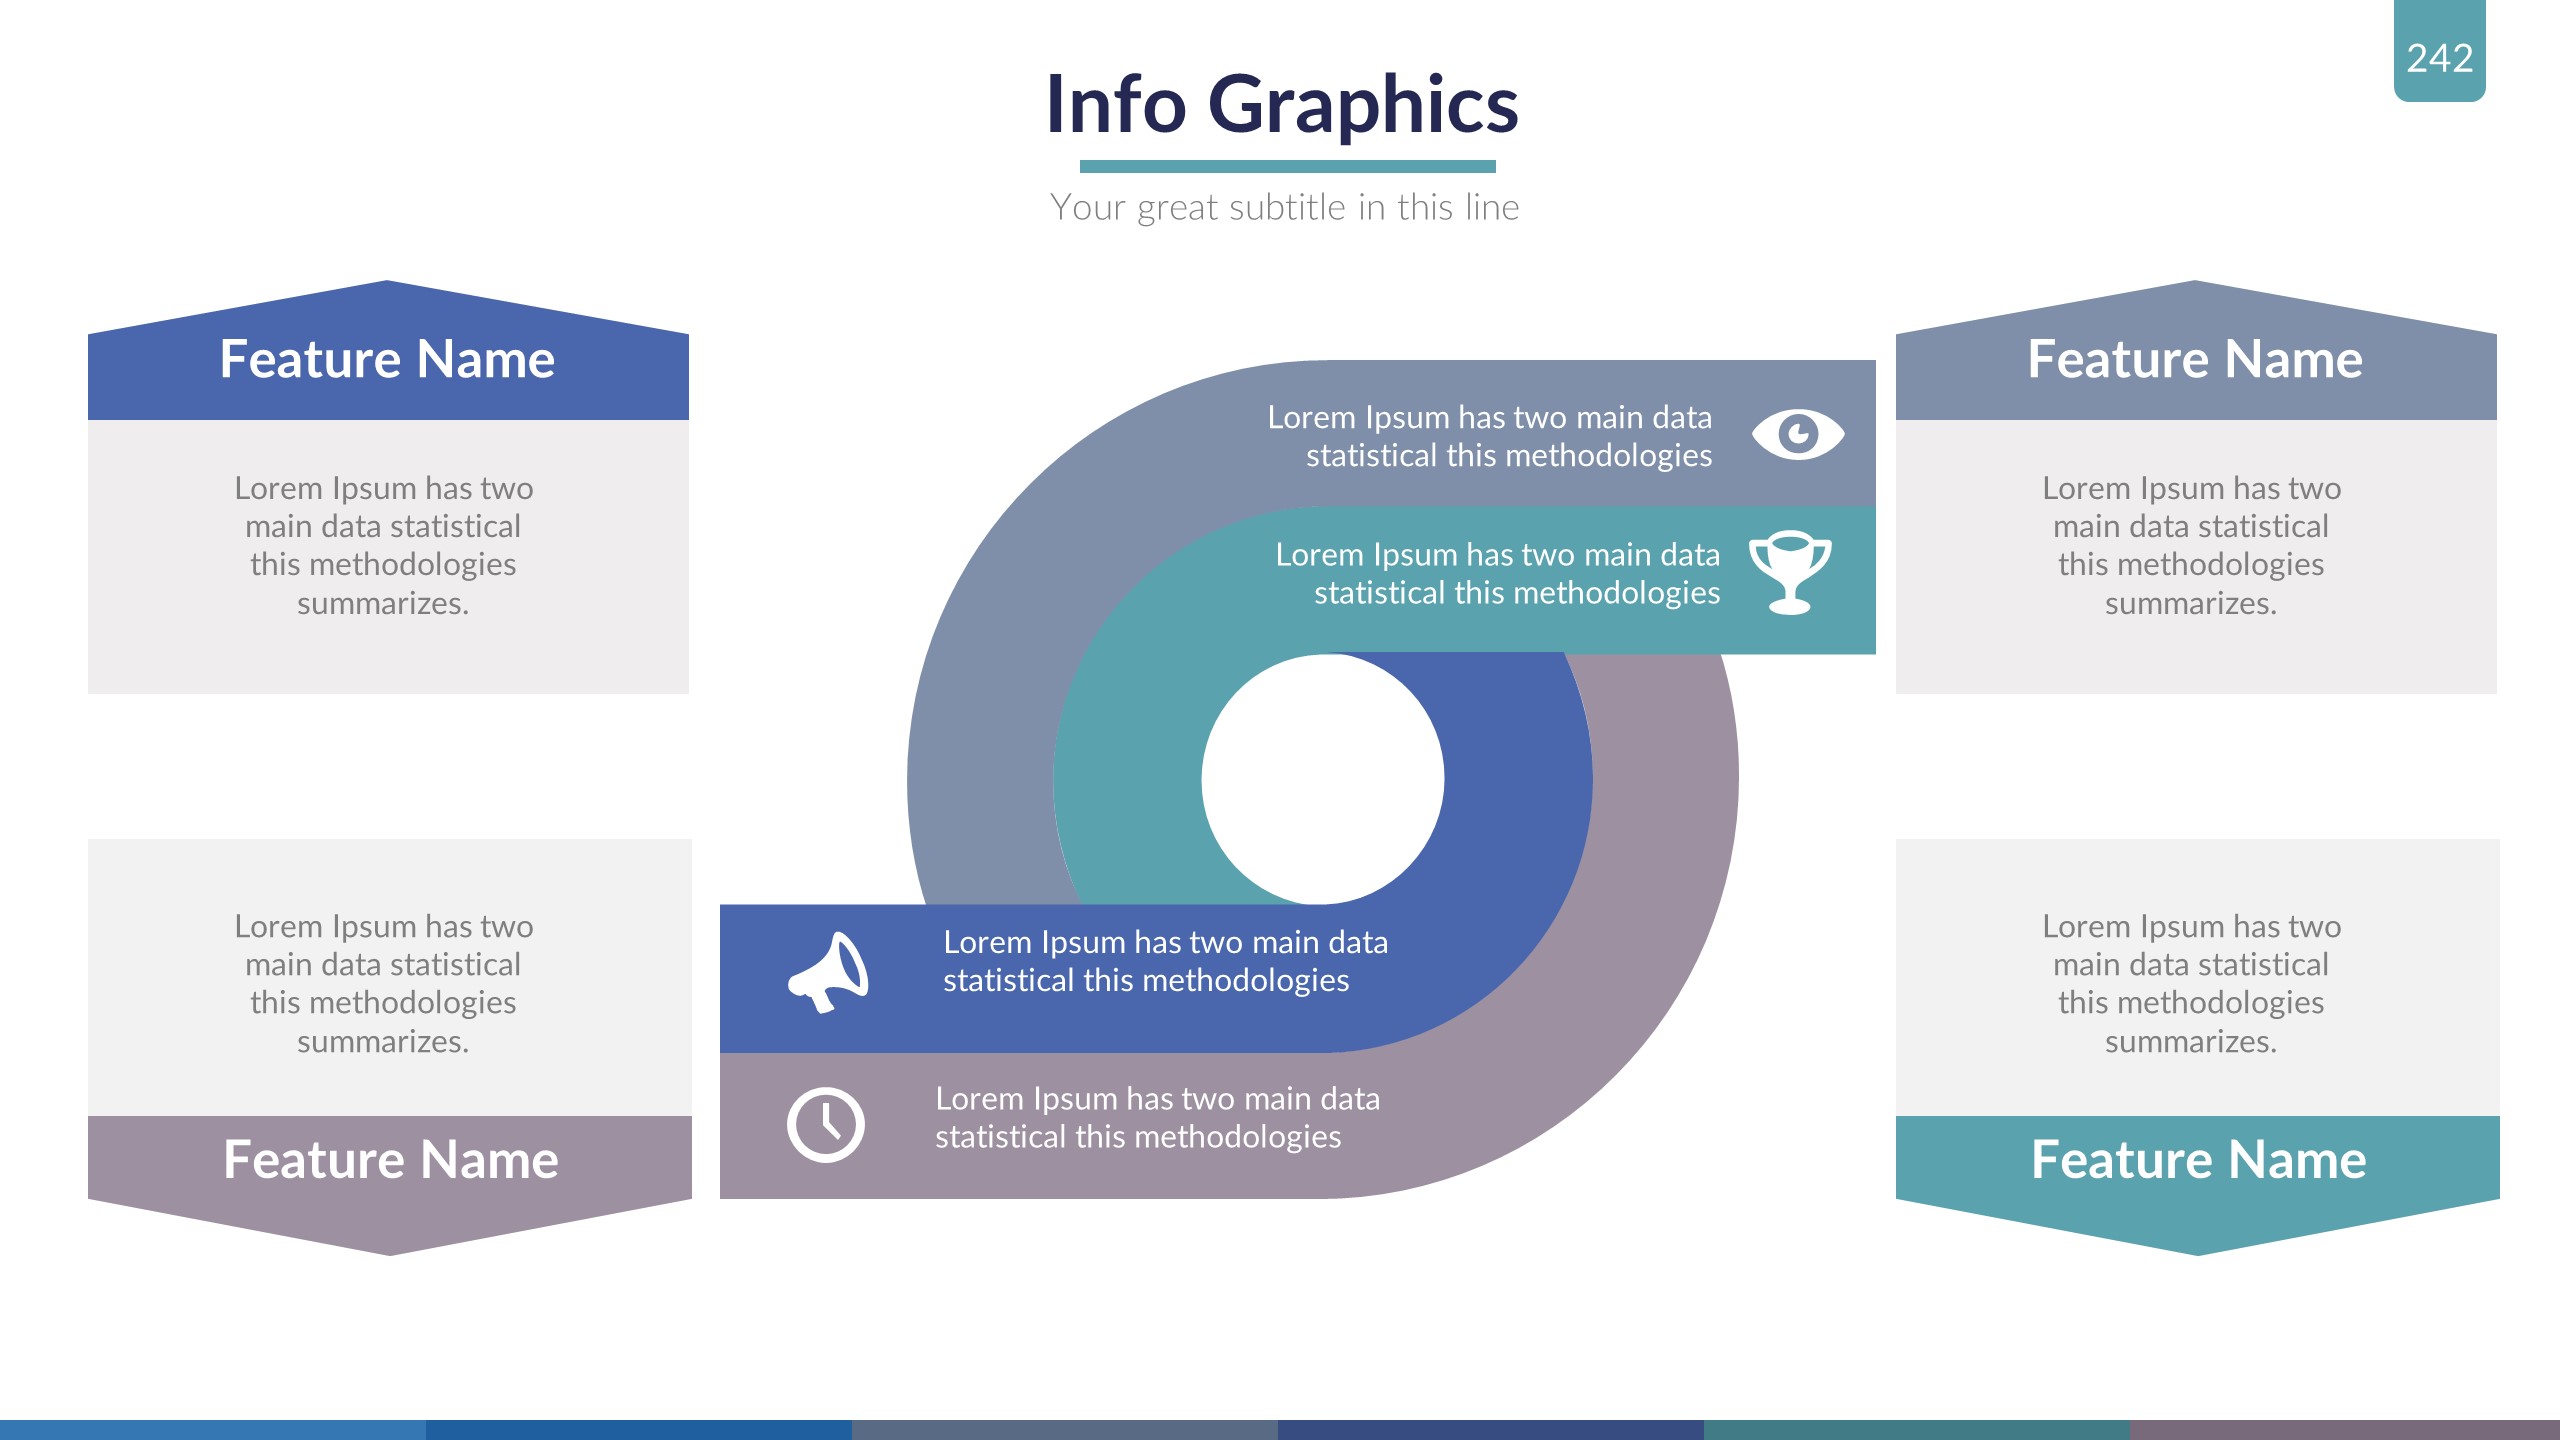 242
Info Graphics
Your great subtitle in this line
Feature Name
Lorem Ipsum has two
main data statistical
this methodologies
summarizes.
Lorem Ipsum has two main data
statistical this methodologies
Lorem Ipsum has two main data
statistical this methodologies
Feature Name
Lorem Ipsum has two
main data statistical
this methodologies
summarizes.
Lorem Ipsum has two
main data statistical
this methodologies
summarizes.
Feature Name
Lorem Ipsum has two main data
statistical this methodologies
Lorem Ipsum has two main data
statistical this methodologies
Lorem Ipsum has two
main data statistical
this methodologies
summarizes.
Feature Name